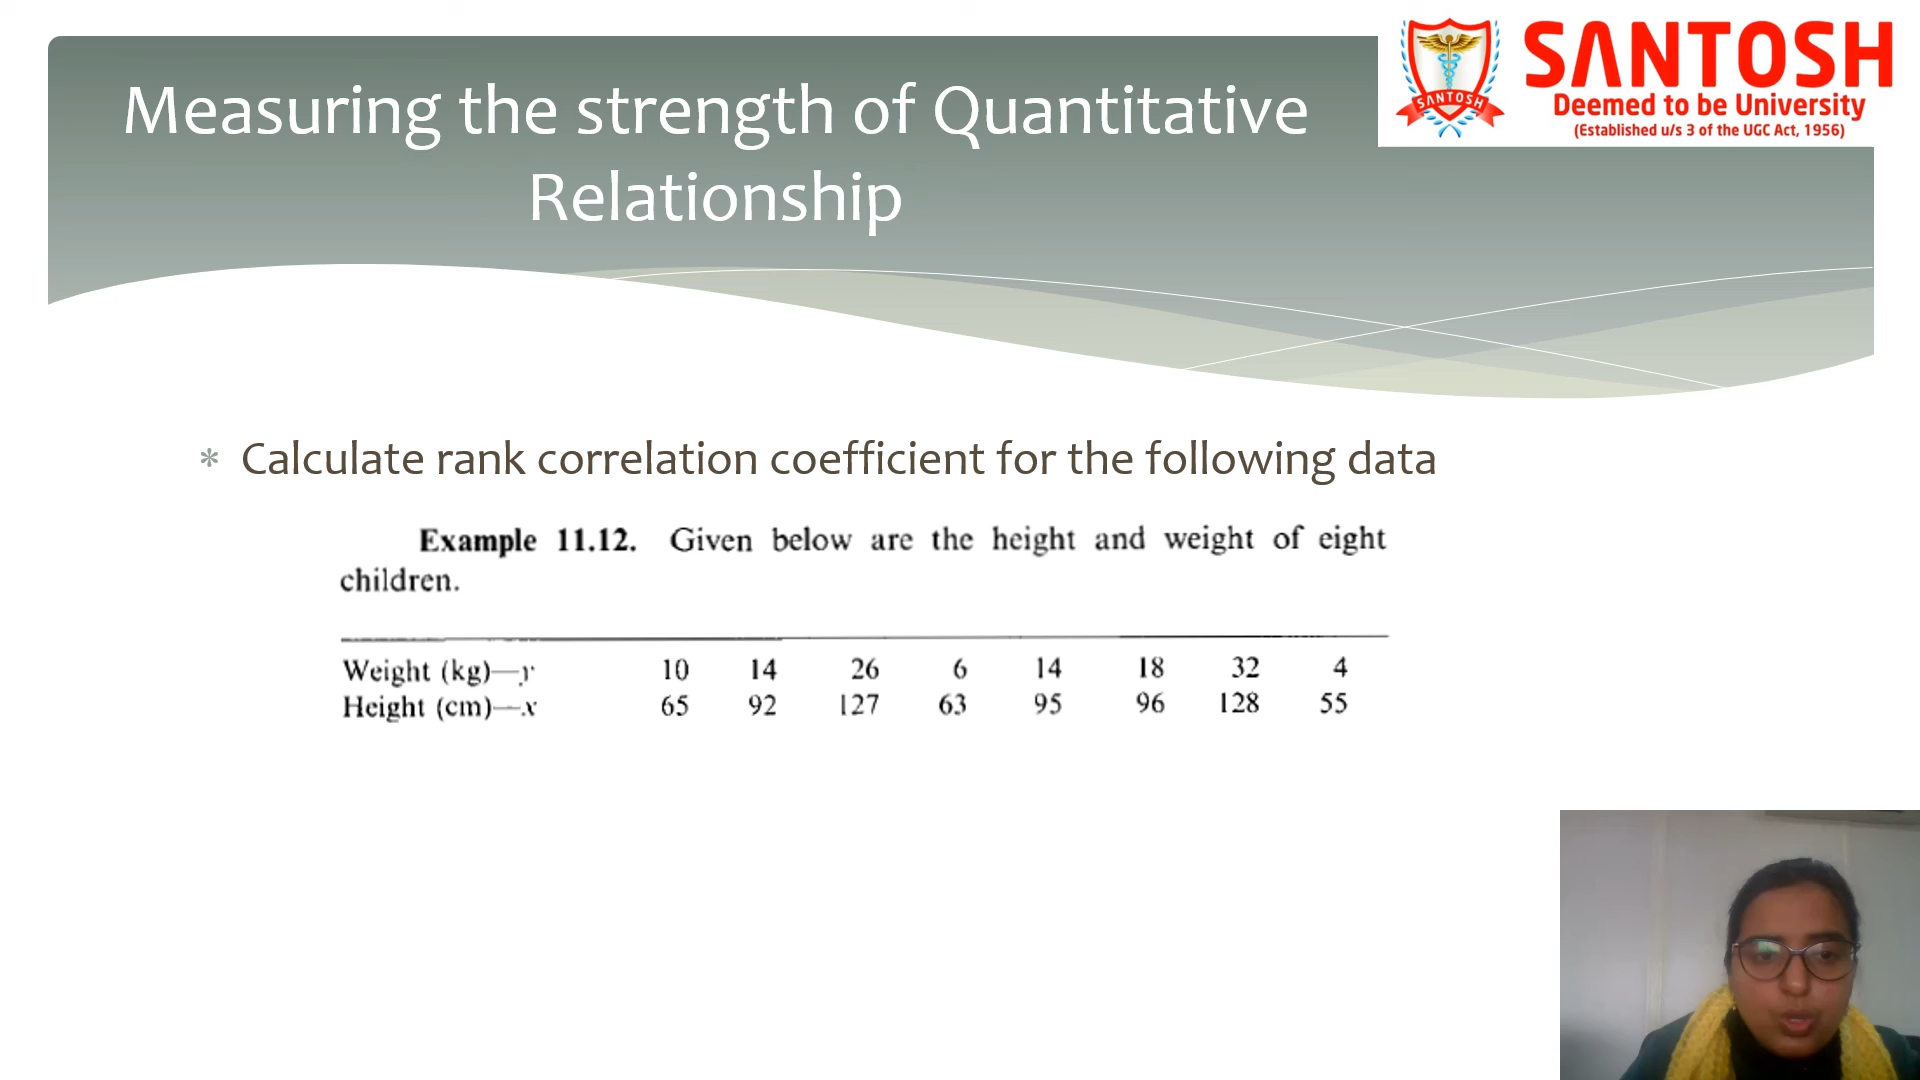 SANTOSH
SANTOSH
Deemed to be University
(Established u/s 3 of the UGC Act, 1956)
Measuring the strength of Quantitative
Relationship
* Calculate rank correlation coefficient for the following data
Example 11.12. Given below are the height and weight of eight
children.
Weight (kg)—y 10 14 26 6 14 18 32 4
Height (cm)—x 65 92 127 63 95 96 128 55